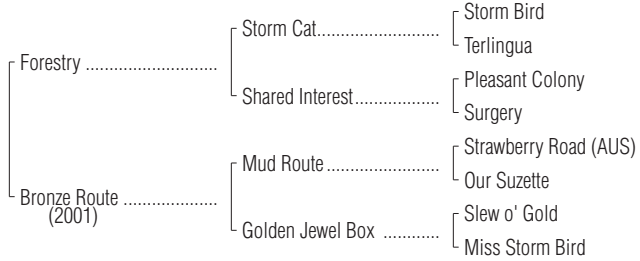 Storm Bird
Storm Cat..............................
Terlingua
Forestry ...........................
Pleasant Colony
Shared Interest....................
Surgery
Strawberry Road (AUS)
Mud Route...........................
Our Suzette
Bronze Route ....................
(2001)
Slew o' Gold
Golden Jewel Box .............
Miss Storm Bird